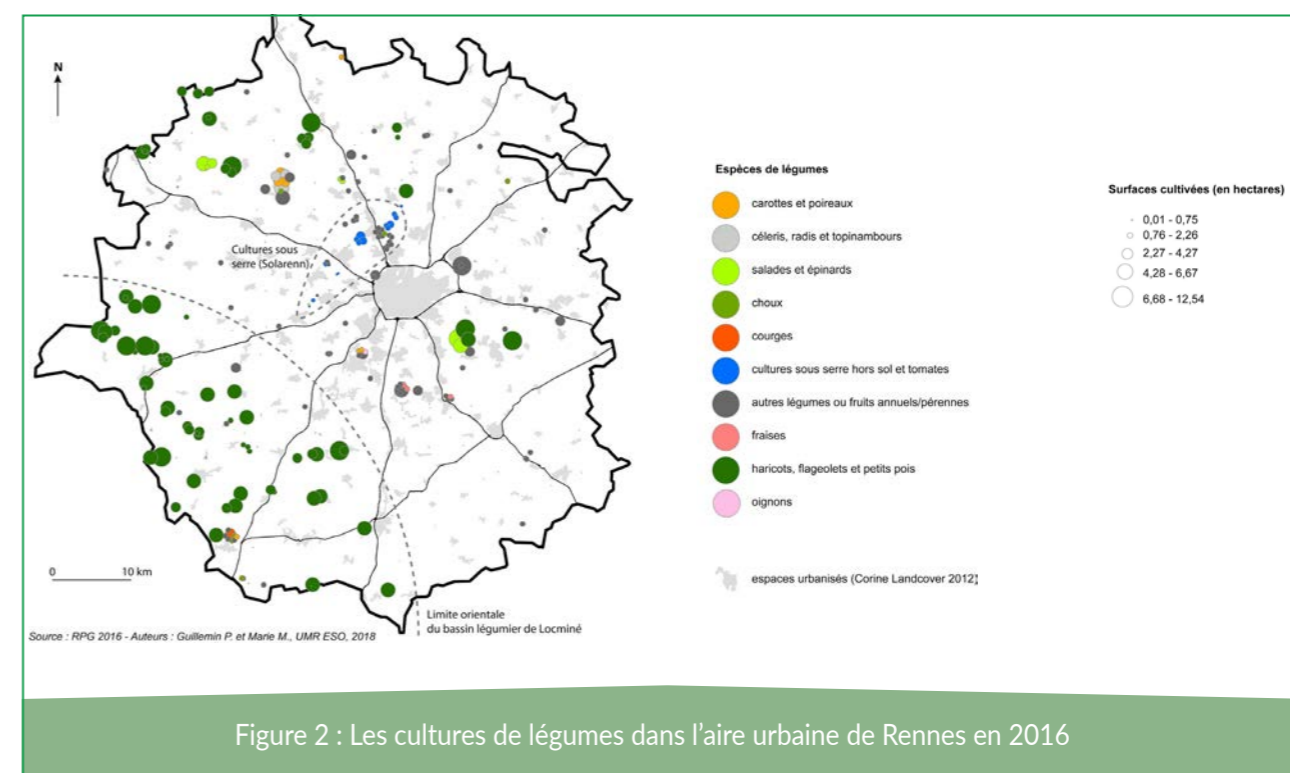 N
Cultures sous
serre (Solarenn)
0 10 km
Limite orientale
du bassin légumier de Locminé
Source : RPG 2016 - Auteurs : Guillemin P. et Marie M., UMR ESO, 2018
Espèces de légumes
carottes et poireaux
céleris, radis et topinambours
salades et épinards
choux
courges
cultures sous serre hors sol et tomates
autres légumes ou fruits annuels/pérennes
fraises
haricots, flageolets et petits pois
oignons
espaces urbanisés (Corine Landcover 2012)
Surfaces cultivées (en hectares)
0,01 - 0,75
0,76 - 2,26
2,27 - 4,27
4,28 - 6,67
6,68 - 12,54
Figure 2 : Les cultures de légumes dans l'aire urbaine de Rennes en 2016